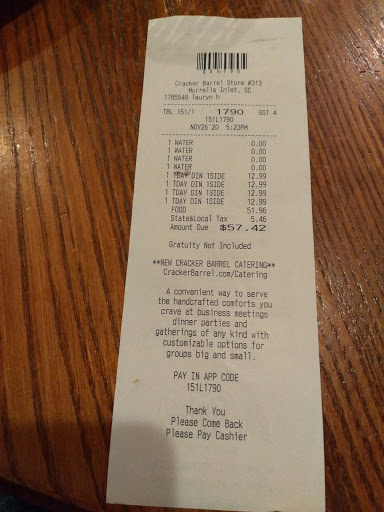 Cracker Barrel Store #313
Murrells Inlet, SC
1705549 lauryn h
TBL 151/1 1790 GST 4
151L1790
NOV26'20 5:23PM
1 WATER 0.00
1 WATER 0.00
1 WATER 0.00
1 WATER 0.00
1 TDAY DIN 1SIDE 12.99
1 TDAY DIN 1SIDE 12.99
1 TDAY DIN 1SIDE 12.99
1 TDAY DIN 1SIDE 12.99
FOOD 51.96
State&Local Tax 5.46
Amount Due $57.42
Gratuity Not Included
**NEW CRACKER BARREL CATERING**
CrackerBarrel.com/Catering
A convenient way to serve
the handcrafted comforts you
crave at business meetings
dinner parties and
gatherings of any kind with
customizable options for
groups big and small.
PAY IN APP CODE
151L1790
Thank You
Please Come Back
Please Pay Cashier